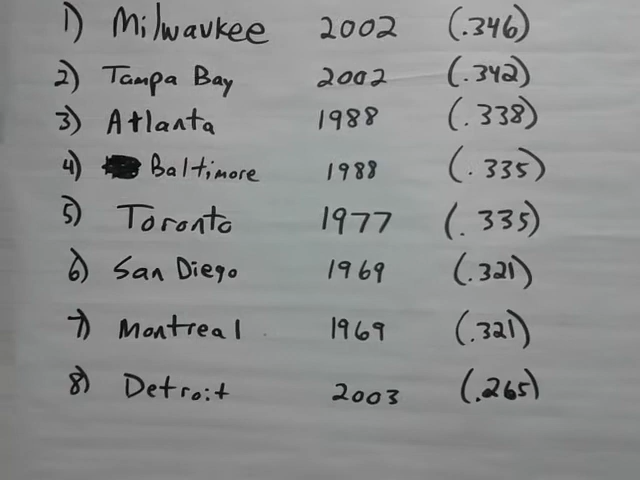 1) Milwaukee 2002 (.346)
2) Tampa Bay 2002 (.342)
3) Atlanta 1988 (.338)
4) Baltimore 1988 (.335)
5) Toronto 1977 (.335)
6) San Diego 1969 (.321)
7) Montreal 1969 (.321)
8) Detroit 2003 (.265)